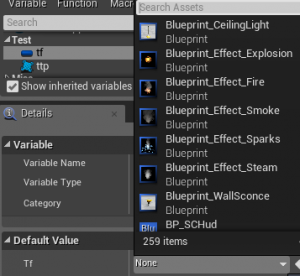 Variable Function Macr
Search Assets
Test
tf
ttp
Show inherited variables
Details
Variable
Variable Name
Variable Type
Category
Default Value
Tf
Blueprint_CeilingLight
Blueprint
Blueprint_Effect_Explosion
Blueprint
Blueprint_Effect_Fire
Blueprint
Blueprint_Effect_Smoke
Blueprint
Blueprint_Effect_Sparks
Blueprint
Blueprint_Effect_Steam
Blueprint
Blueprint_WallSconce
Blueprint
BP_SCHud
259 items
None